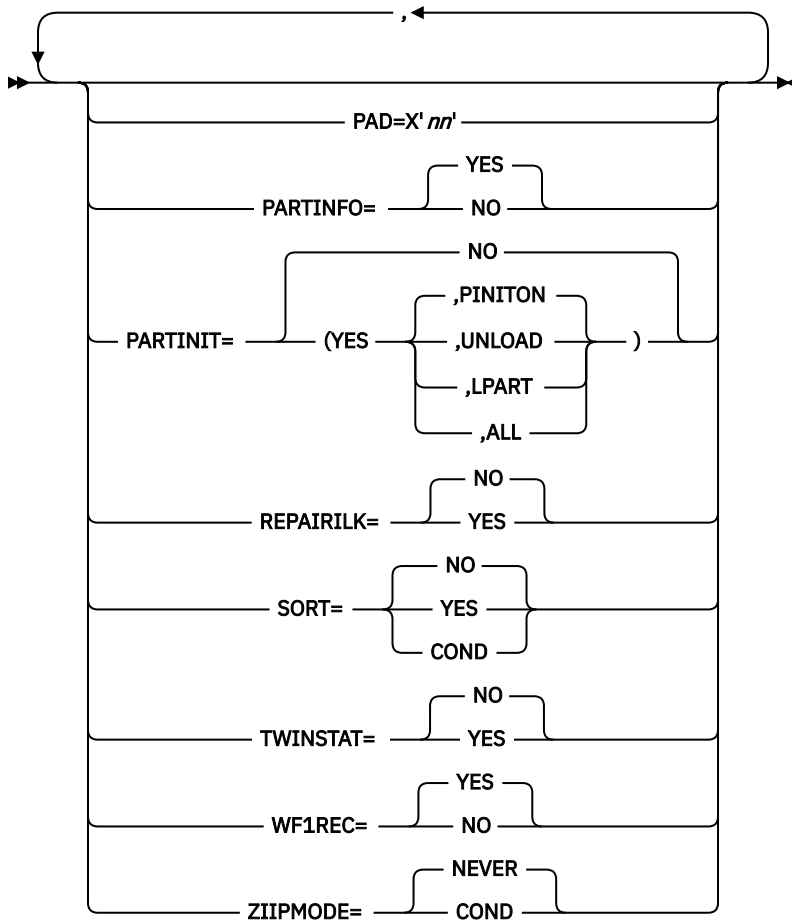 ,
PAD=X'nn'
YES
PARTINFO= NO
NO
,PINITON
PARTINIT= (YES ,UNLOAD )
,LPART
,ALL
NO
REPAIRILK= YES
NO
SORT= YES
COND
NO
TWINSTAT= YES
YES
WF1REC= NO
NEVER
ZIIPMODE= COND